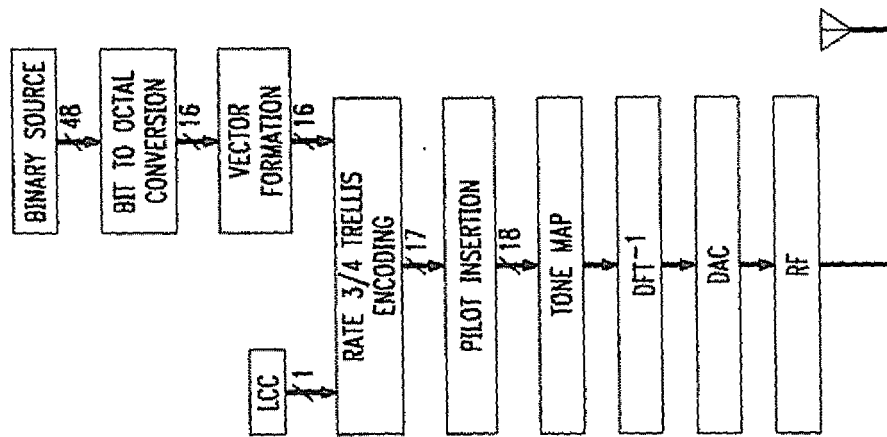 BINARY SOURCE
48
BIT TO OCTAL
CONVERSION
16
VECTOR
FORMATION
16
LCC
1
RATE 3/4 TRELLIS
ENCODING
17
PILOT INSERTION
18
TONE MAP
DFT-1
DAC
RF